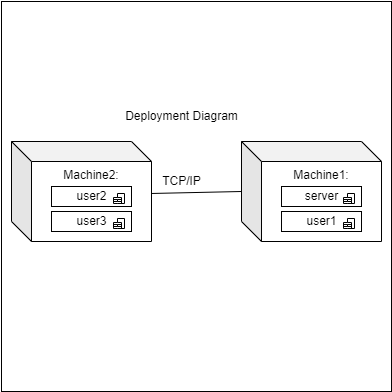 Deployment Diagram
Machine2:
user2
user3
TCP/IP
Machine1:
server
user1